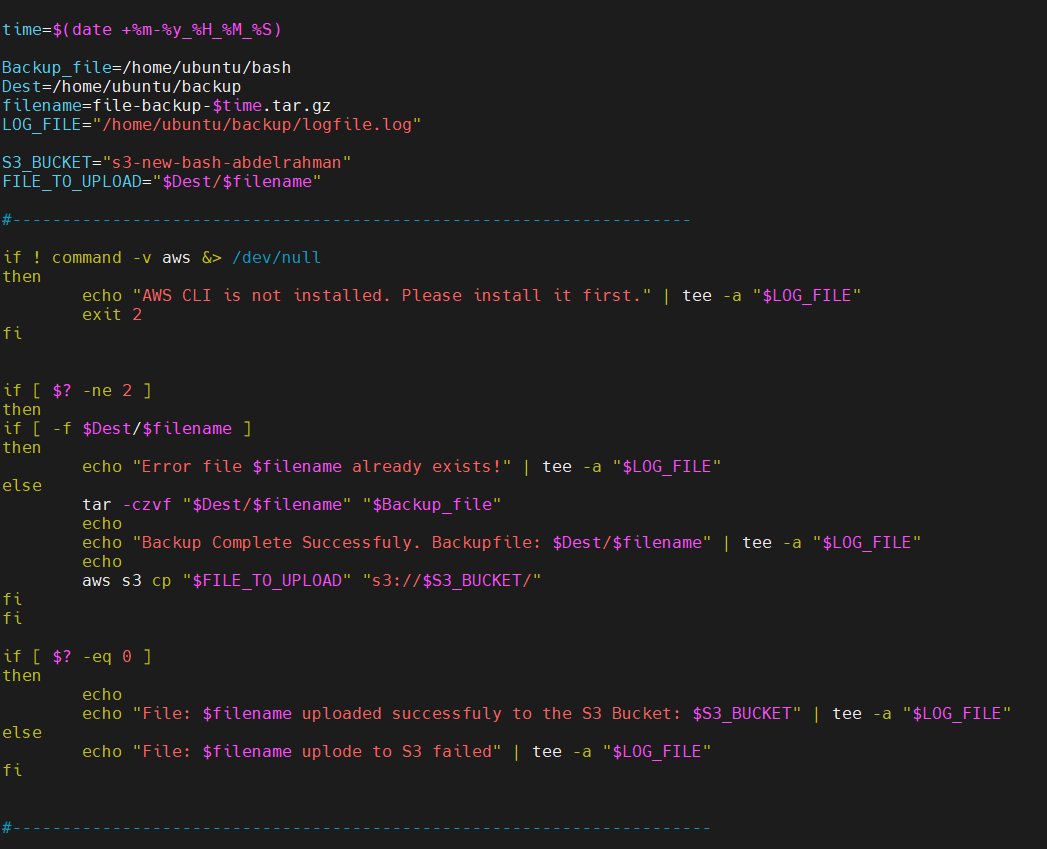 time=$(date +%m-%y_%H_%M_%S)
Backup_file=/home/ubuntu/bash
Dest=/home/ubuntu/backup
filename=file-backup-$time.tar.gz
LOG_FILE="/home/ubuntu/backup/logfile.log"
S3_BUCKET="s3-new-bash-abdelrahman"
FILE_TO_UPLOAD="$Dest/$filename"
#--------------------------------------------------------------------
if ! command -v aws &> /dev/null
then
        echo "AWS CLI is not installed. Please install it first." | tee -a "$LOG_FILE"
        exit 2
fi
if [ $? -ne 2 ]
then
if [ -f $Dest/$filename ]
then
        echo "Error file $filename already exists!" | tee -a "$LOG_FILE"
else
        tar -czvf "$Dest/$filename" "$Backup_file"
        echo
        echo "Backup Complete Successfuly. Backupfile: $Dest/$filename" | tee -a "$LOG_FILE"
        echo
        aws s3 cp "$FILE_TO_UPLOAD" "s3://$S3_BUCKET/"
fi
fi
if [ $? -eq 0 ]
then
        echo
        echo "File: $filename uploaded successfuly to the S3 Bucket: $S3_BUCKET" | tee -a "$LOG_FILE"
else
        echo "File: $filename uplode to S3 failed" | tee -a "$LOG_FILE"
fi
#----------------------------------------------------------------------